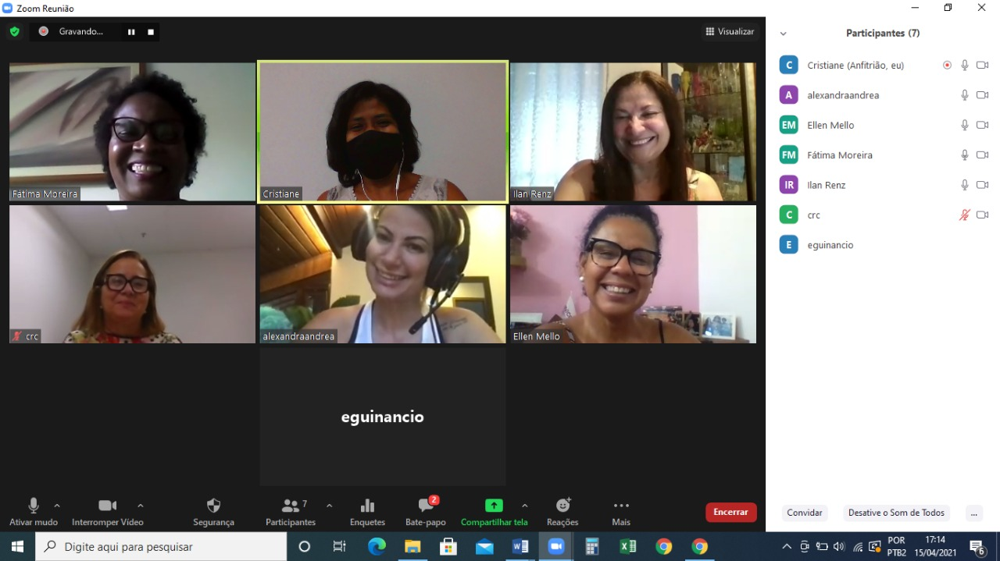 Zoom Reunião
Gravando...
Visualizar
Fátima Moreira
Cristiane
Ilan Renz
crc
alexandraandrea
Ellen Mello
eguinancio
Participantes (7)
C Cristiane (Anfitrião, eu)
A alexandraandrea
EM Ellen Mello
FM Fátima Moreira
IR Ilan Renz
C crc
E eguinancio
Convidar
Desative o Som de Todos
...
Ativar mudo
Interromper Vídeo
Segurança
7
Participantes
Enquetes
2
Bate-papo
Compartilhar tela
Reações
Mais
Encerrar
Digite aqui para pesquisar
POR
PTB2
17:14
15/04/2021
6